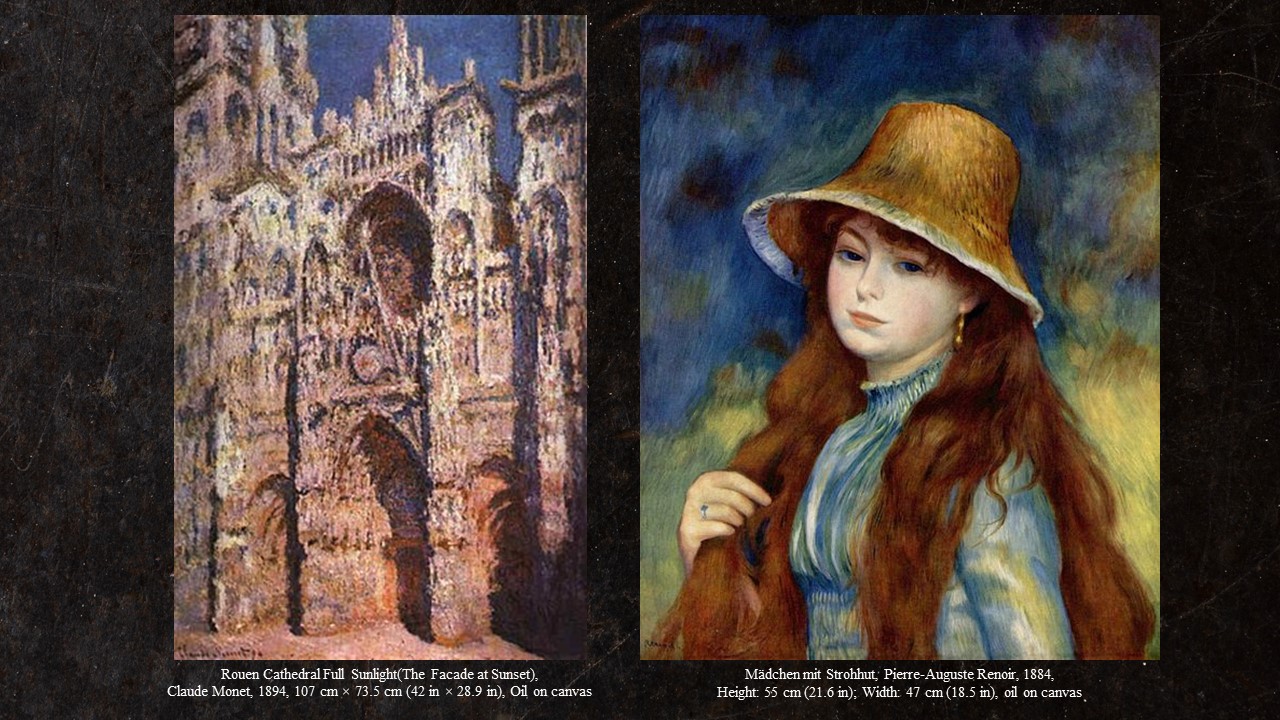 Rouen Cathedral Full Sunlight(The Facade at Sunset),
Claude Monet, 1894, 107 cm × 73.5 cm (42 in × 28.9 in), Oil on canvas
Mädchen mit Strohhut, Pierre-Auguste Renoir, 1884,
Height: 55 cm (21.6 in); Width: 47 cm (18.5 in), oil on canvas